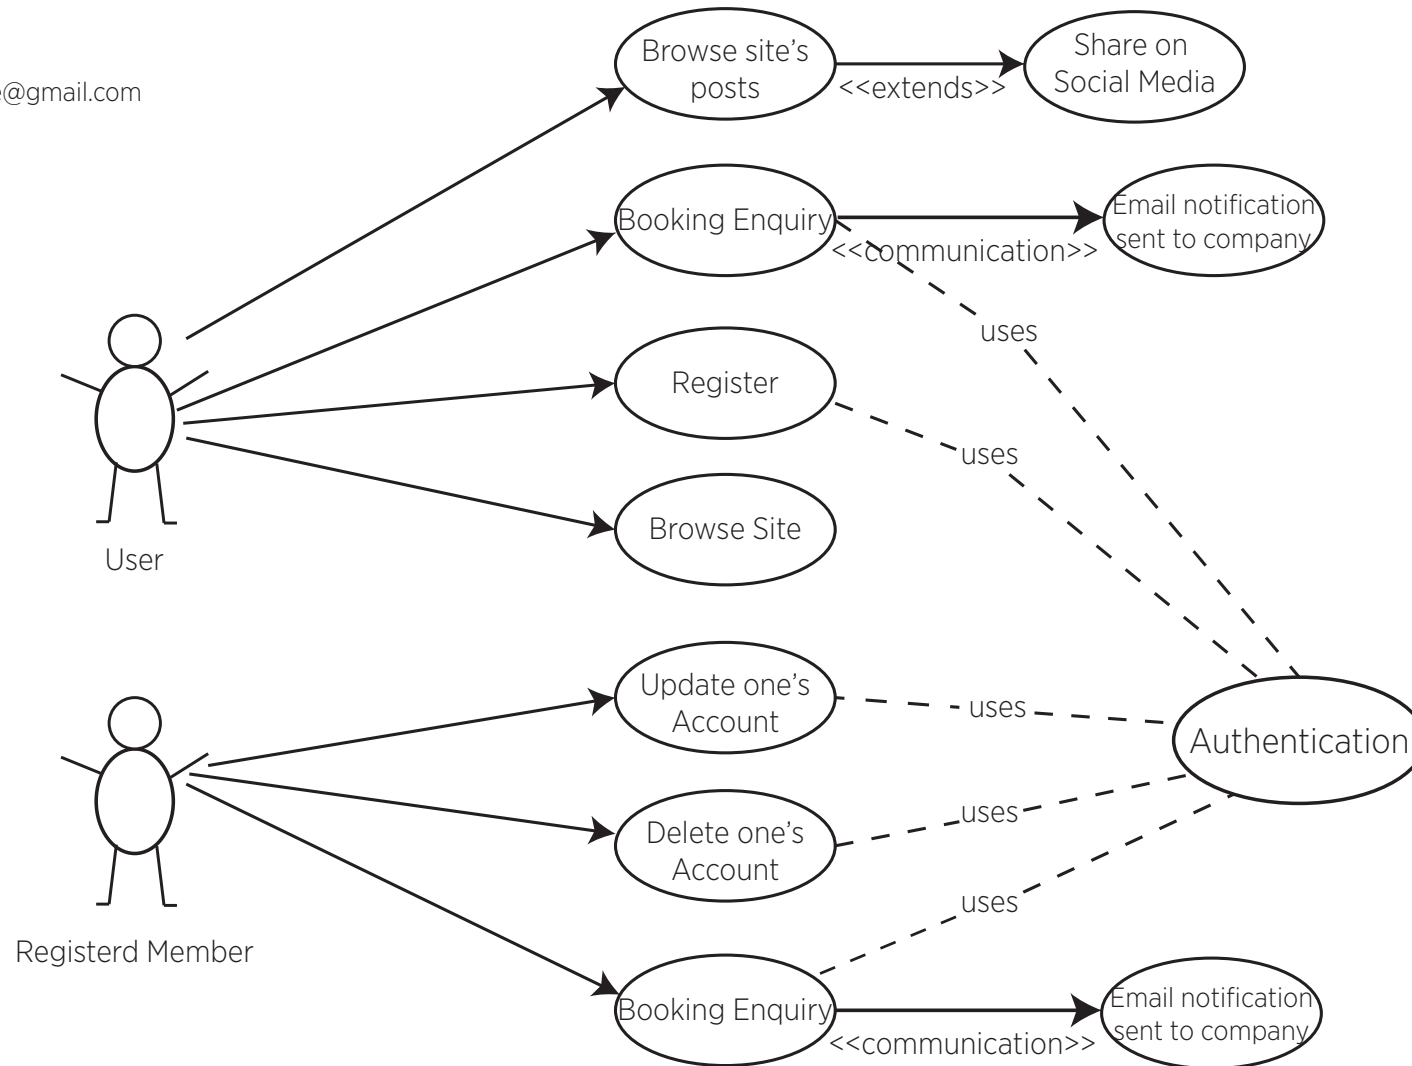 Browse site's
posts
<<extends>>
Share on
Social Media
e@gmail.com
Booking Enquiry
<<communication>>
Email notification
sent to company
uses
Register
uses
Browse Site
User
Update one's
Account
uses
Authentication
Delete one's
Account
uses
uses
Registerd Member
Booking Enquiry
<<communication>>
Email notification
sent to company